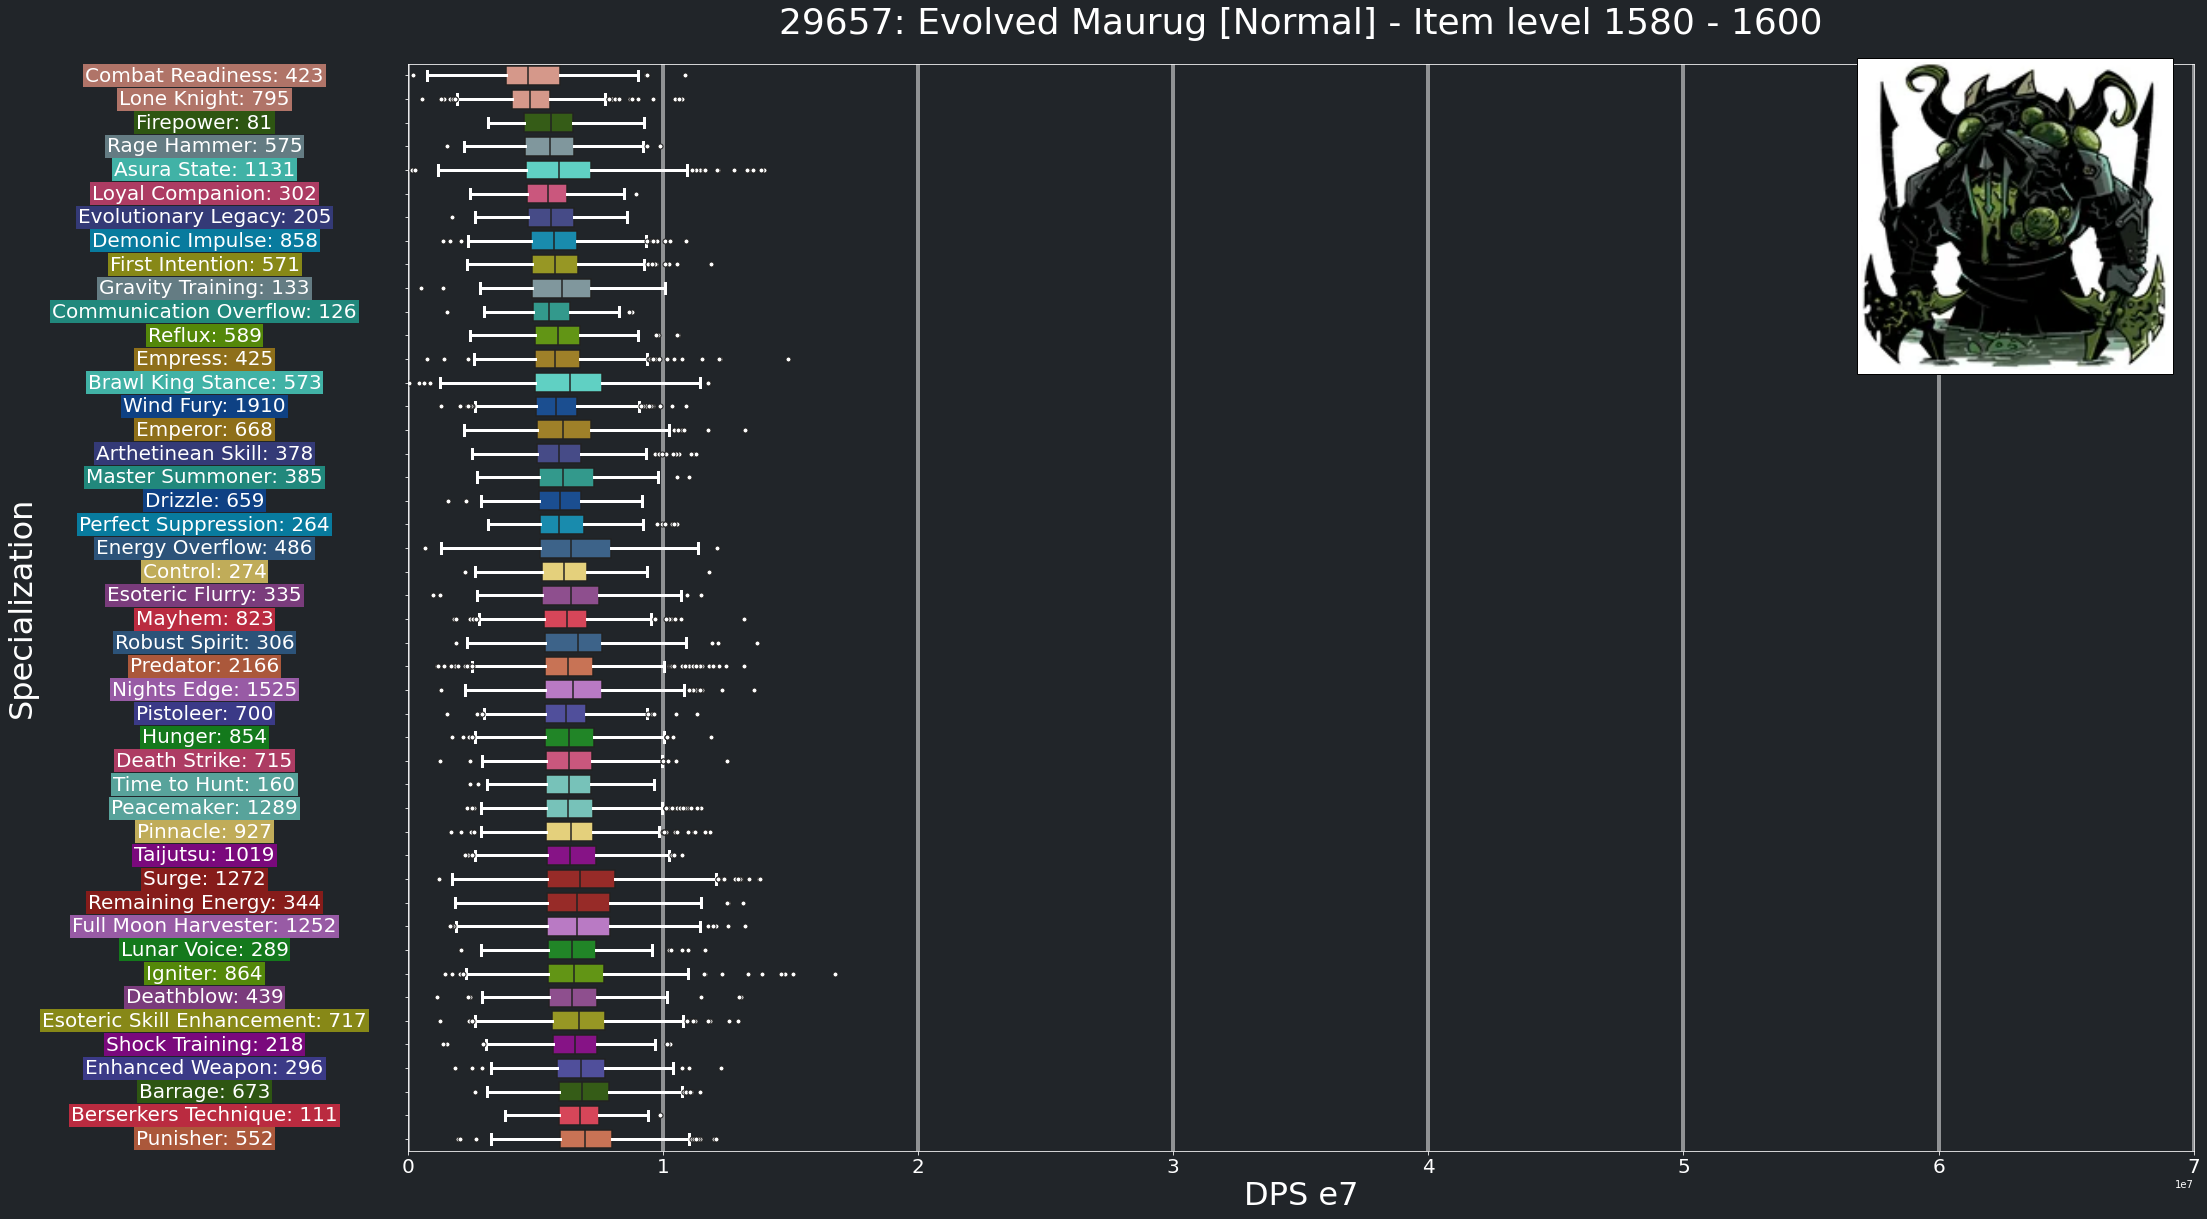 29657: Evolved Maurug [Normal] - Item level 1580 - 1600
Combat Readiness: 423
Lone Knight: 795
Firepower: 81
Rage Hammer: 575
Asura State: 1131
Loyal Companion: 302
Evolutionary Legacy: 205
Demonic Impulse: 858
First Intention: 571
Gravity Training: 133
Communication Overflow: 126
Reflux: 589
Empress: 425
Brawl King Stance: 573
Wind Fury: 1910
Emperor: 668
Arthetinean Skill: 378
Master Summoner: 385
Drizzle: 659
Perfect Suppression: 264
Energy Overflow: 486
Control: 274
Esoteric Flurry: 335
Mayhem: 823
Robust Spirit: 306
Predator: 2166
Nights Edge: 1525
Pistoleer: 700
Hunger: 854
Death Strike: 715
Time to Hunt: 160
Peacemaker: 1289
Pinnacle: 927
Taijutsu: 1019
Surge: 1272
Remaining Energy: 344
Full Moon Harvester: 1252
Lunar Voice: 289
Igniter: 864
Deathblow: 439
Esoteric Skill Enhancement: 717
Shock Training: 218
Enhanced Weapon: 296
Barrage: 673
Berserkers Technique: 111
Punisher: 552
Specialization
0 1 2 3 4 5 6 7
1e7
DPS e7